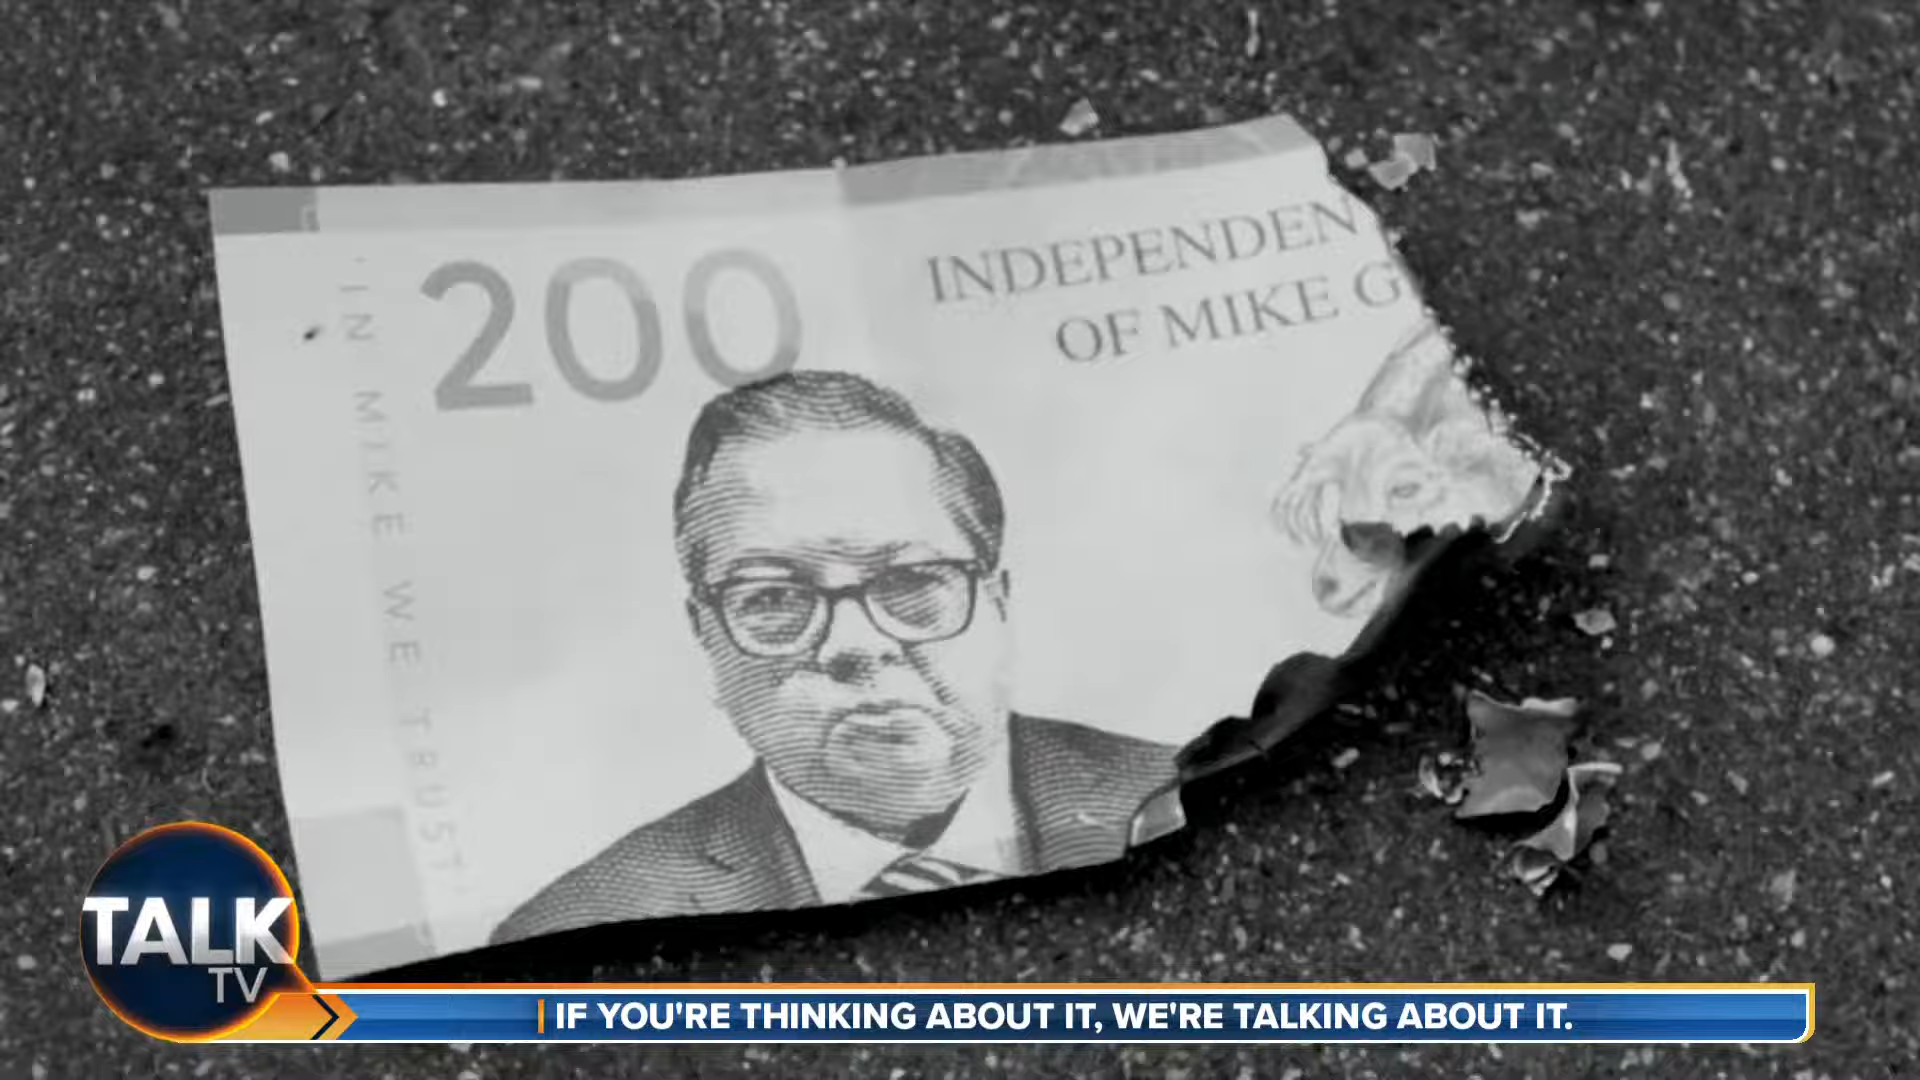 200
INDEPENDEN
OF MIKE G
IN MIKE WE TRUST
TALK
TV
IF YOU'RE THINKING ABOUT IT, WE'RE TALKING ABOUT IT.